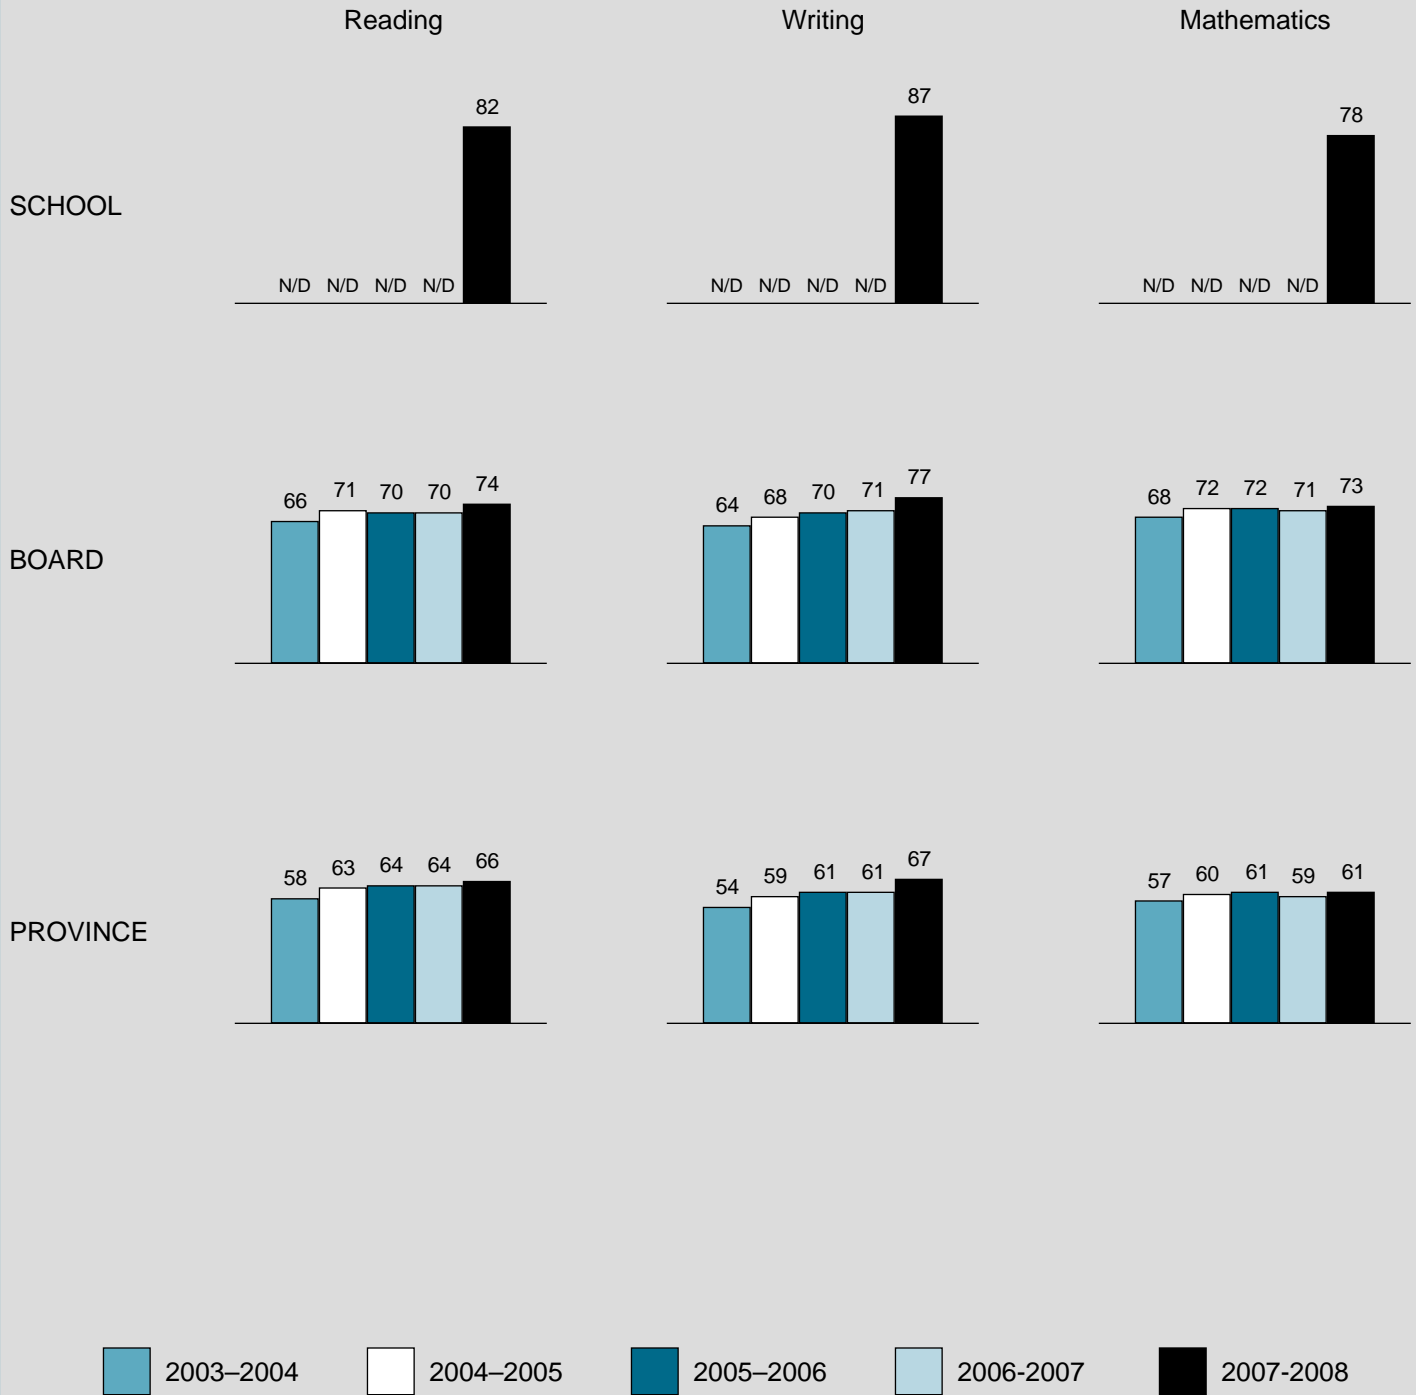 Reading Writing Mathematics
82 87 78
SCHOOL
N/D N/D N/D N/D N/D N/D N/D N/D N/D N/D N/D N/D
66 71 70 70 74 64 68 70 71 77 68 72 72 71 73
BOARD
58 63 64 64 66 54 59 61 61 67 57 60 61 59 61
PROVINCE
2003–2004 2004–2005 2005–2006 2006-2007 2007-2008